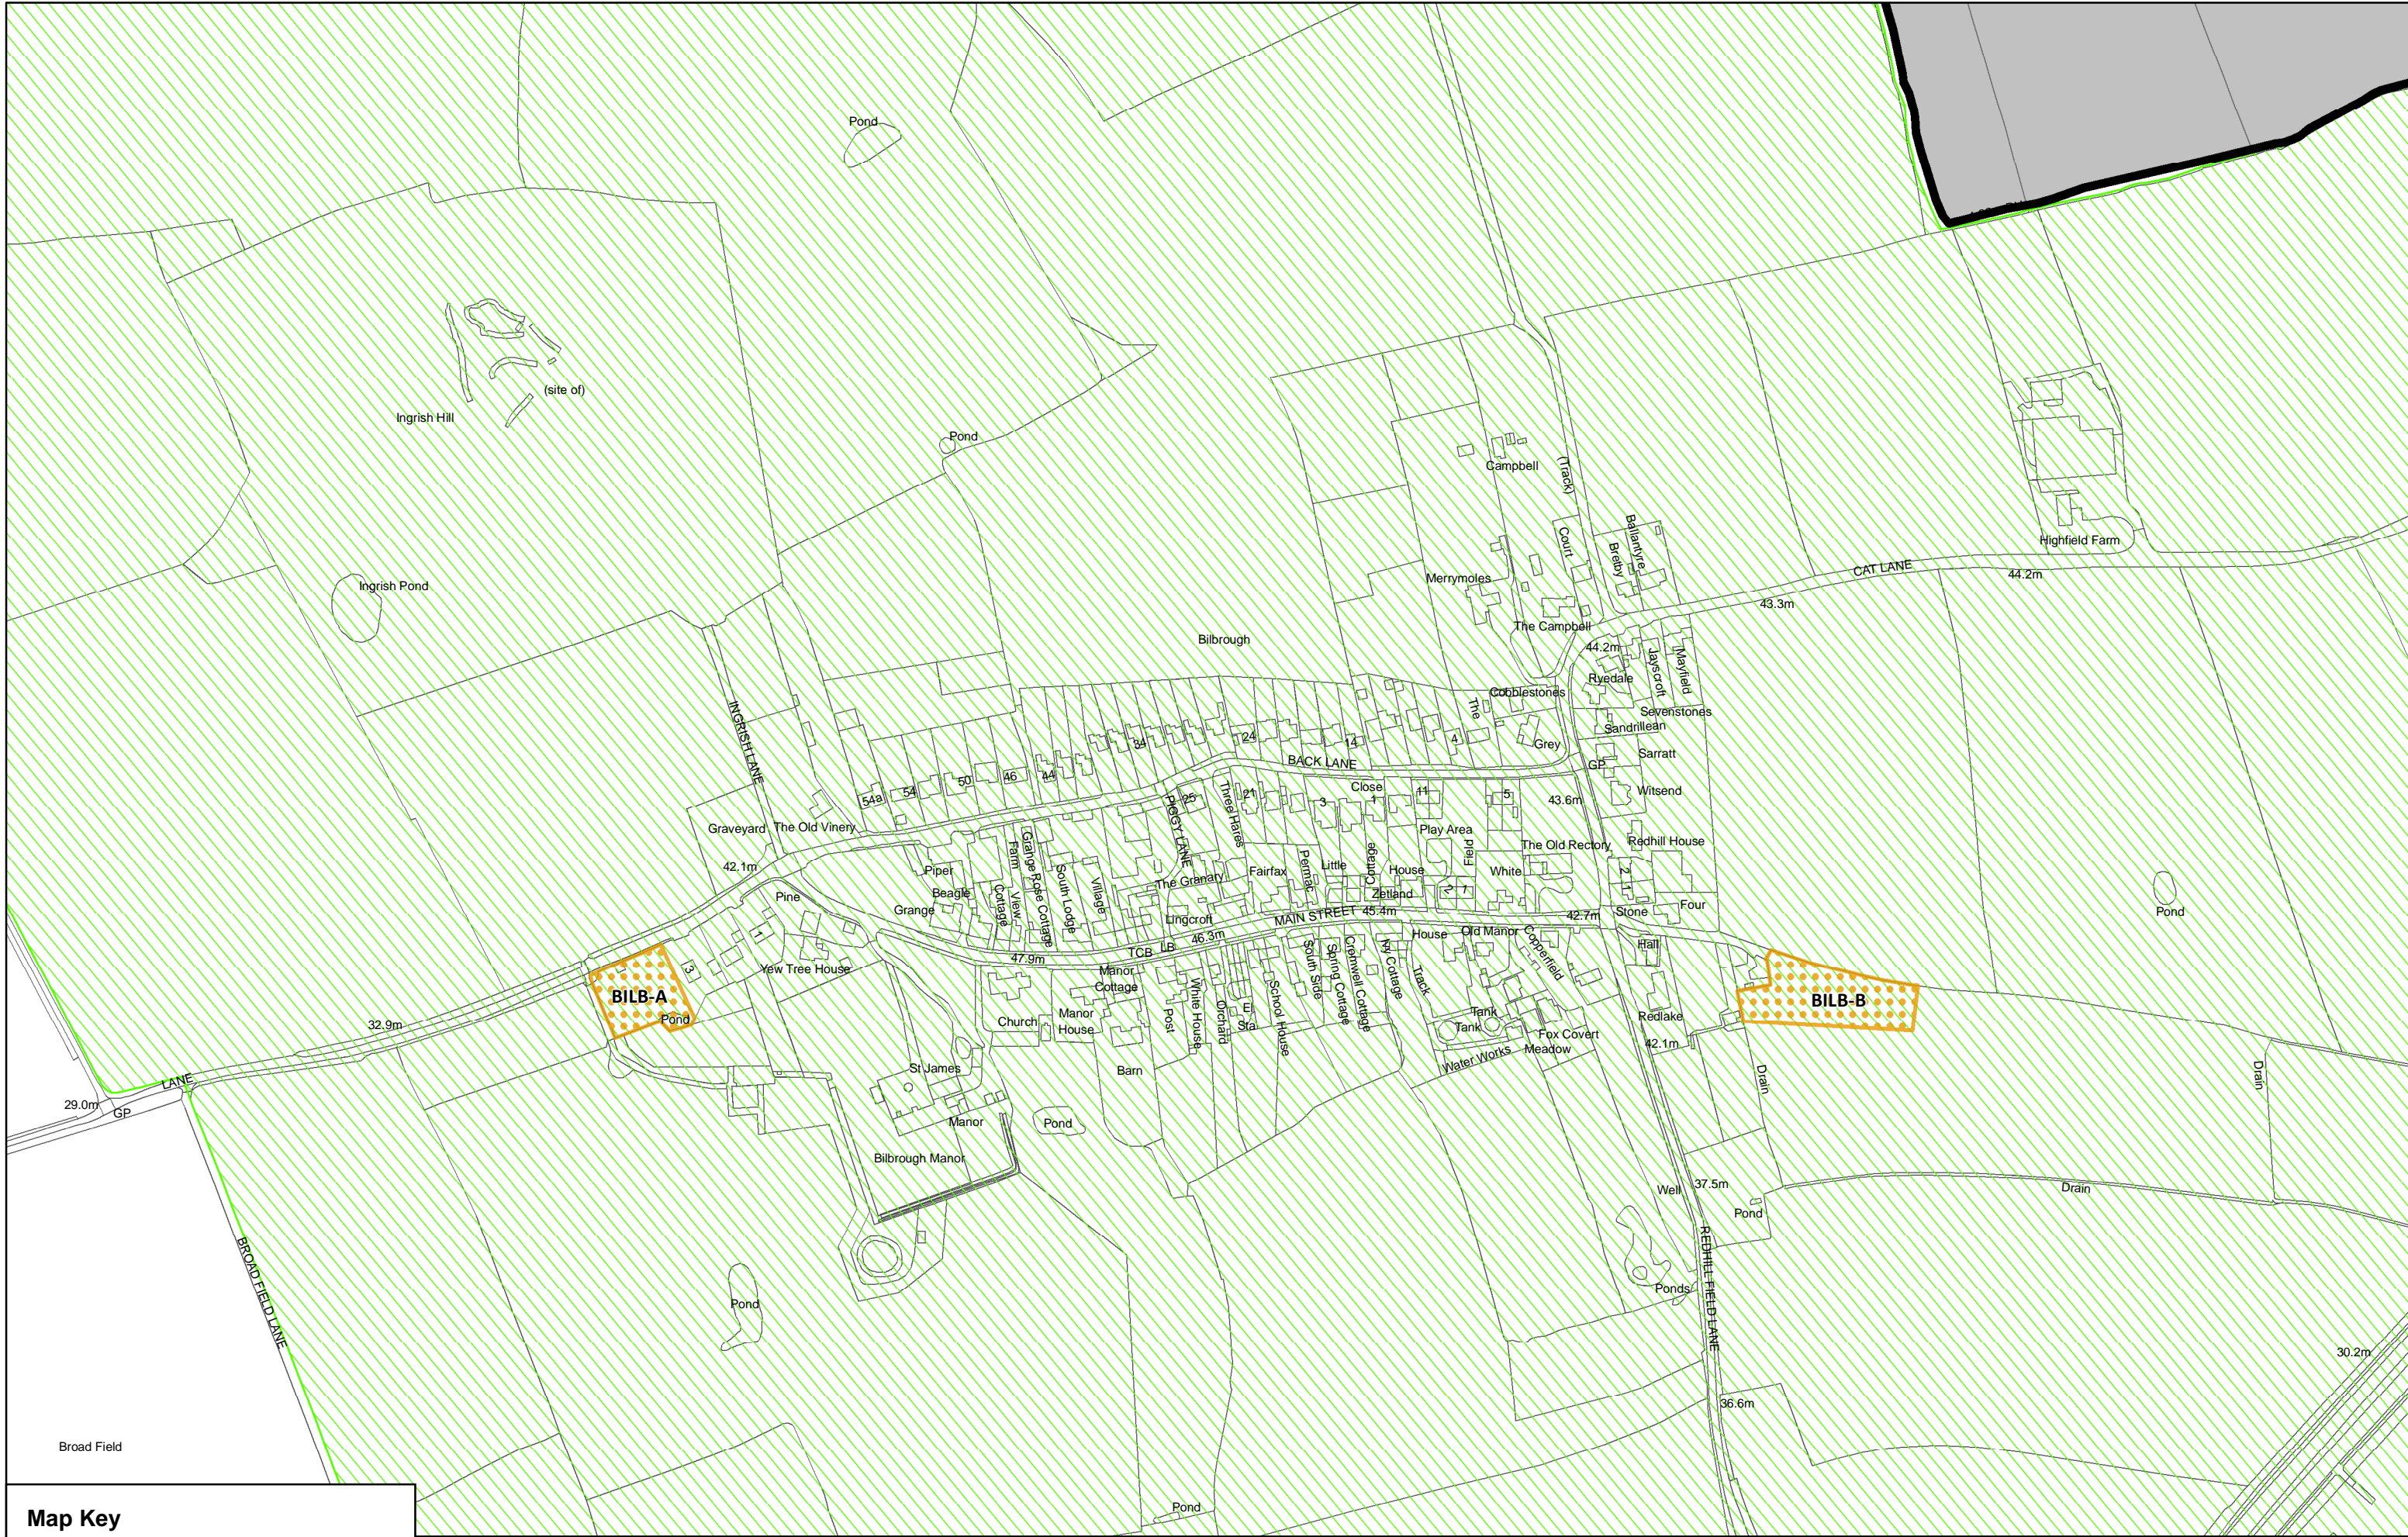 Pond
(site of)
Ingrish Hill
Pond
Campbell
(Track)
Ballantyre
Court
Bretby
Highfield Farm
CAT LANE
44.2m
Ingrish Pond
Merrymoles
43.3m
The Campbell
Bilbrough
44.2m
Jayscroft
Mayfield
Ryedale
Cobblestones
The
Sevenstones
Sandrillean
INGRISH LANE
34
24
14
4
Grey
Sarratt
BACK LANE
GP
54a
54
50
46
44
Close
Witsend
25
Three Hares
21
3
1
11
5
43.6m
PIGGY LANE
Graveyard
The Old Vinery
Play Area
Field
The Old Rectory
Redhill House
42.1m
Piper
Farm
Grange
Fairfax
Permac
Little
Cottage
House
White
2
1
Beagle
Cottage
View
Rose Cottage
South Lodge
Village
The Granary
Zetland
2
1
Pine
Grange
Lingcroft
MAIN STREET
45.4m
42.7m
Stone
Four
1
TCB
LB
46.3m
House
Old Manor
Copperfield
Hall
47.9m
3
Yew Tree House
Manor
Cottage
White House
Orchard
School House
South Side
Spring Cottage
Cromwell Cottage
Ivy Cottage
Track
BILB-A
BILB-B
Pond
Pond
Church
Manor
House
Post
El
Sta
Tank
Tank
Fox Covert
Meadow
Redlake
42.1m
32.9m
Water Works
St James
Barn
Drain
Drain
LANE
29.0m
GP
Manor
Pond
Bilbrough Manor
Well
37.5m
Drain
Pond
BROAD FIELD LANE
REDHILL FIELD LANE
Pond
Ponds
30.2m
36.6m
Broad Field
Pond
Map Key